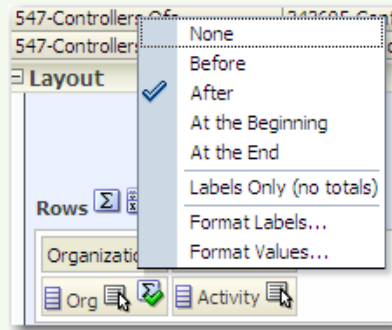 547-Controllers
547-Controllers
Layout
None
Before
After
At the Beginning
At the End
Labels Only (no totals)
Format Labels...
Format Values...
Rows
Organizatio
Org
Activity